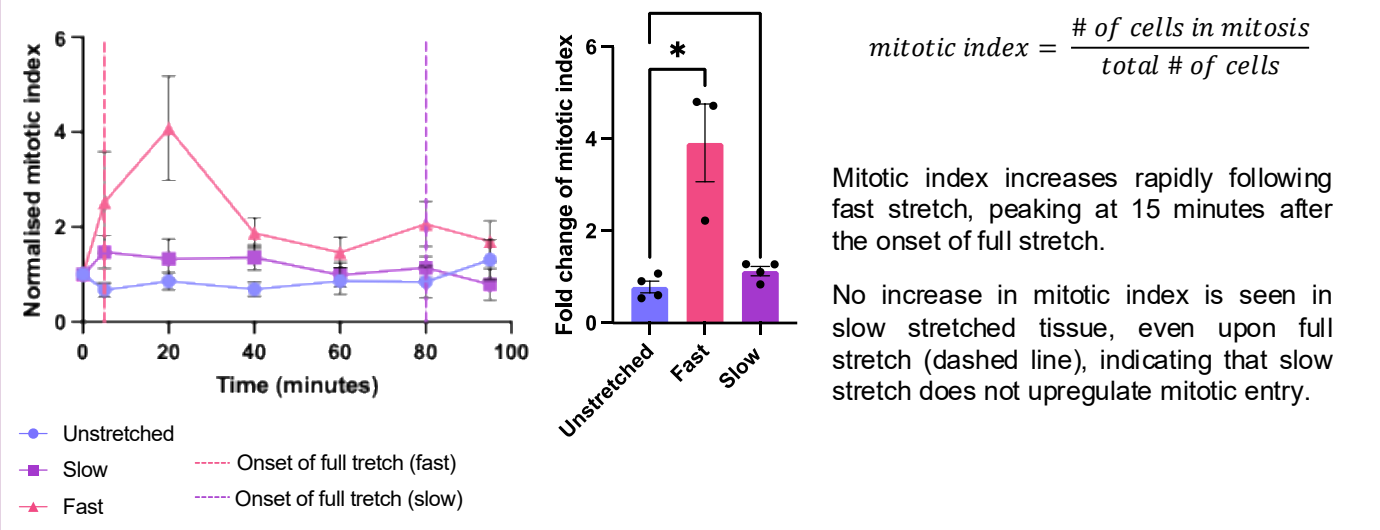 Normalised mitotic index
6
4
2
0
0 20 40 60 80 100
Time (minutes)
Unstretched
Slow
Fast
Onset of full tretch (fast)
Onset of full tretch (slow)
Fold change of mitotic index
6
4
2
0
*
Unstretched
Fast
Slow
mitotic index = # of cells in mitosis
total # of cells
Mitotic index increases rapidly following
fast stretch, peaking at 15 minutes after
the onset of full stretch.
No increase in mitotic index is seen in
slow stretched tissue, even upon full
stretch (dashed line), indicating that slow
stretch does not upregulate mitotic entry.